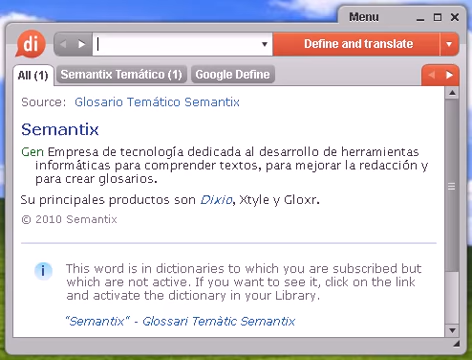 Menu
di
Define and translate
All (1) Semantix Temático (1) Google Define
Source: Glosario Temático Semantix
Semantix
Gen Empresa de tecnología dedicada al desarrollo de herramientas
informáticas para comprender textos, para mejorar la redacción y
para crear glosarios.
Su principales producto son Dixio, Xtyle y Gloxr.
© 2010 Semantix
i
This word is in dictionaries to which you are subscribed but
which are not active. If you want to see it, click on the link
and activate the dictionary in your Library.
"Semantix" - Glossari Temàtic Semantix